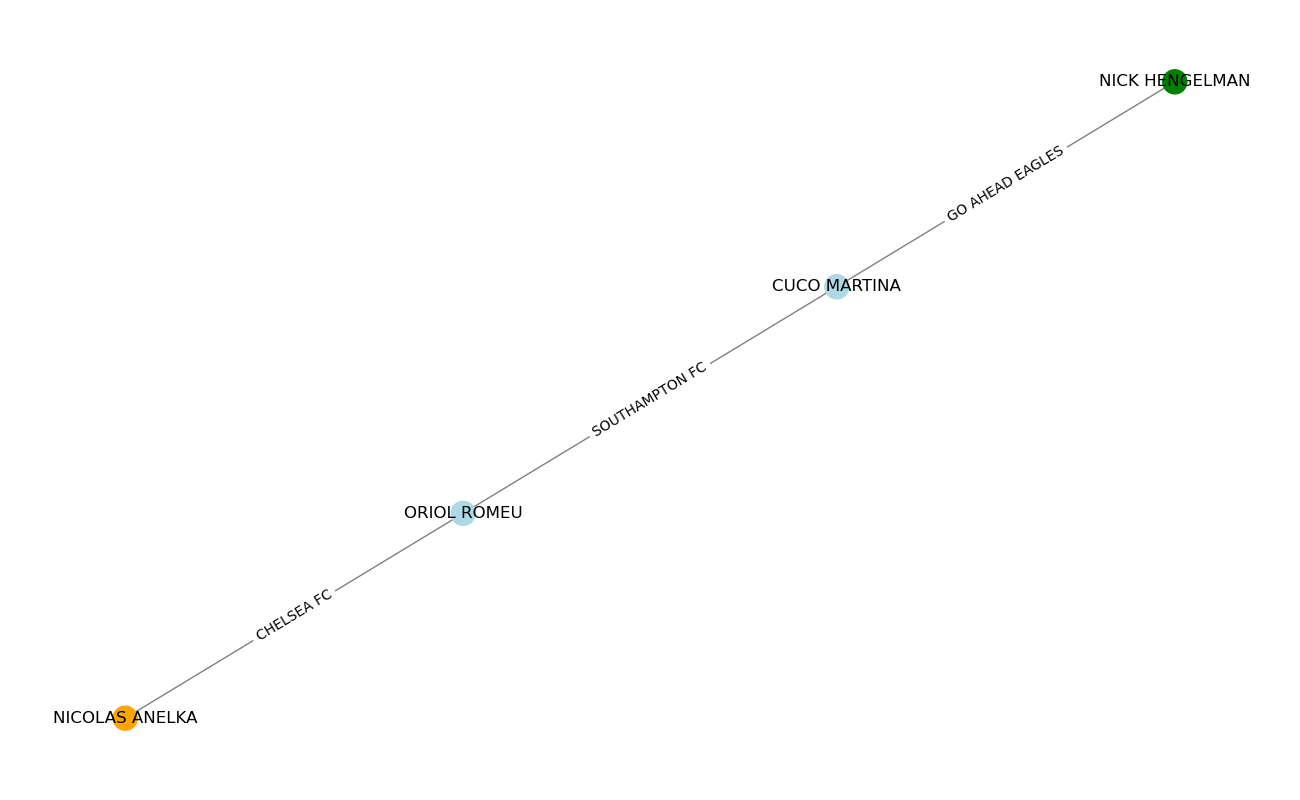 NICK HENGELMAN
GO AHEAD EAGLES
CUCO MARTINA
SOUTHAMPTON FC
ORIOL ROMEU
CHELSEA FC
NICOLAS ANELKA